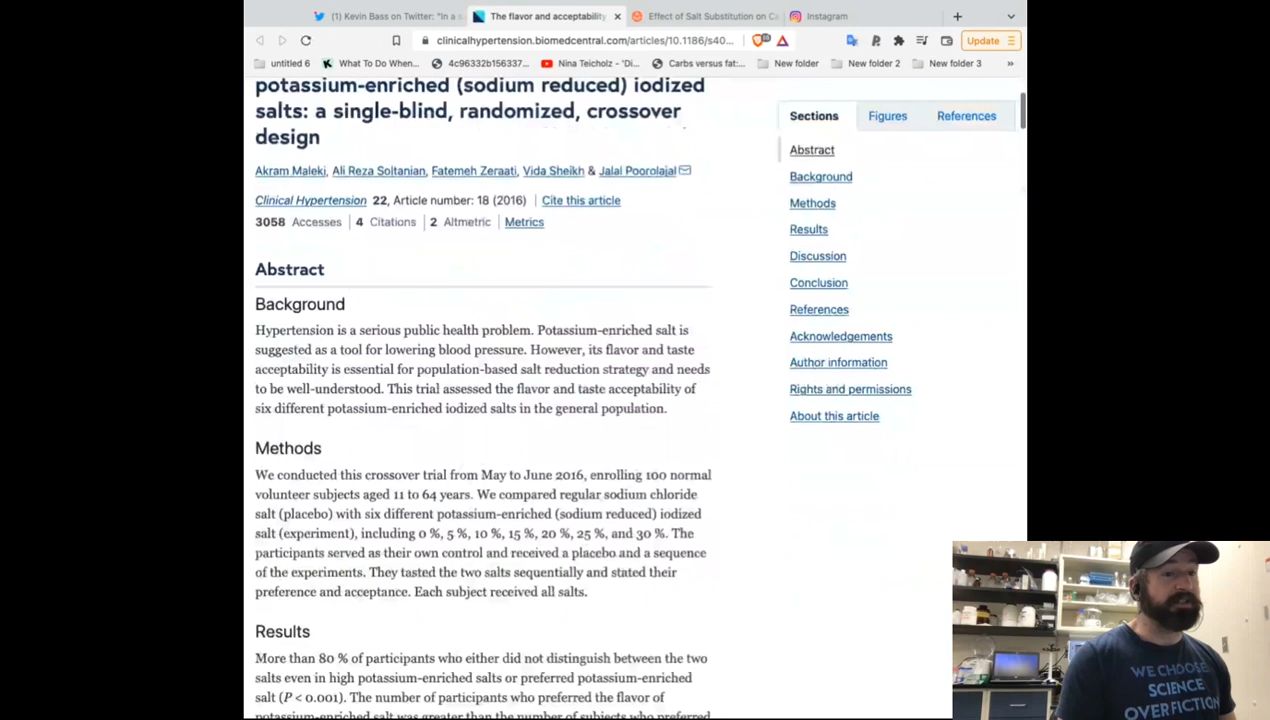 (1) Kevin Bass on Twitter: "In a s
The flavor and acceptability
Effect of Salt Substitution on Ca
Instagram
clinicalhypertension.biomedcentral.com/articles/10.1186/s40...
Update
untitled 6
What To Do When...
4c96332b156337...
Nina Teicholz - 'Di...
Carbs versus fat:...
New folder
New folder 2
New folder 3
potassium-enriched (sodium reduced) iodized
salts: a single-blind, randomized, crossover
design
Akram Maleki, Ali Reza Soltanian, Fatemeh Zeraati, Vida Sheikh & Jalal Poorolajal
Clinical Hypertension 22, Article number: 18 (2016) | Cite this article
3058 Accesses | 4 Citations | 2 Altmetric | Metrics
Abstract
Background
Hypertension is a serious public health problem. Potassium-enriched salt is
suggested as a tool for lowering blood pressure. However, its flavor and taste
acceptability is essential for population-based salt reduction strategy and needs
to be well-understood. This trial assessed the flavor and taste acceptability of
six different potassium-enriched iodized salts in the general population.
Methods
We conducted this crossover trial from May to June 2016, enrolling 100 normal
volunteer subjects aged 11 to 64 years. We compared regular sodium chloride
salt (placebo) with six different potassium-enriched (sodium reduced) iodized
salt (experiment), including 0 %, 5 %, 10 %, 15 %, 20 %, 25 %, and 30 %. The
participants served as their own control and received a placebo and a sequence
of the experiments. They tasted the two salts sequentially and stated their
preference and acceptance. Each subject received all salts.
Results
More than 80 % of participants who either did not distinguish between the two
salts even in high potassium-enriched salts or preferred potassium-enriched
salt (P < 0.001). The number of participants who preferred the flavor of
potassium-enriched salt was greater than the number of subjects who preferred
Sections
Figures
References
Abstract
Background
Methods
Results
Discussion
Conclusion
References
Acknowledgements
Author information
Rights and permissions
About this article
WE CHOOSE
SCIENCE
OVER FICTION